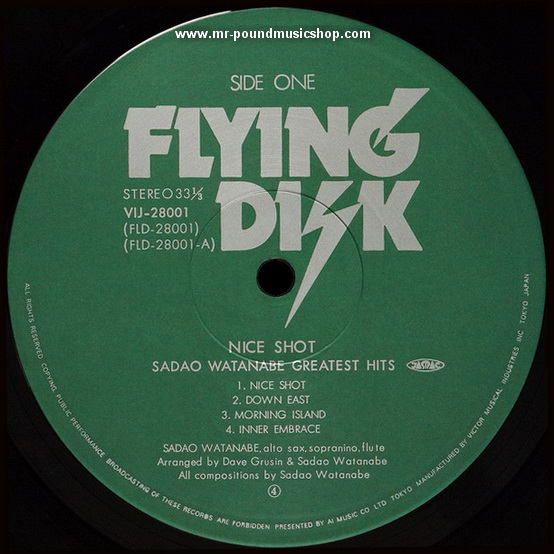 www.mr-poundmusicshop.com
SIDE ONE
FLYING
DISK
STEREO 33 1/3
VIJ-28001
(FLD-28001)
(FLD-28001-A)
NICE SHOT
SADAO WATANABE GREATEST HITS JASRAC
1. NICE SHOT
2. DOWN EAST
3. MORNING ISLAND
4. INNER EMBRACE
SADAO WATANABE, alto sax, sopranino, flute
Arranged by Dave Grusin & Sadao Watanabe
All compositions by Sadao Watanabe
④
ALL RIGHTS RESERVED COPYING, PUBLIC PERFORMANCE BROADCASTING OF THESE RECORDS ARE FORBIDDEN PRESENTED BY AI MUSIC CO LTD TOKYO MANUFACTURED BY VICTOR MUSICAL INDUSTRIES INC TOKYO JAPAN